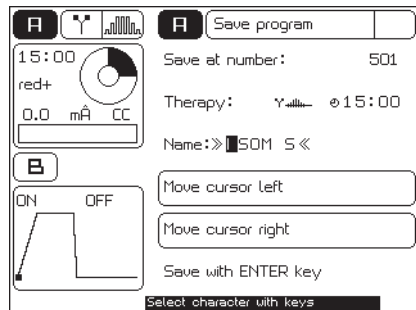 A
15:00
red+
0.0 mÂ CC
B
ON OFF
A Save program
Save at number: 501
Therapy: 15:00
Name:» SOM S«
Move cursor left
Move cursor right
Save with ENTER key
Select character with keys